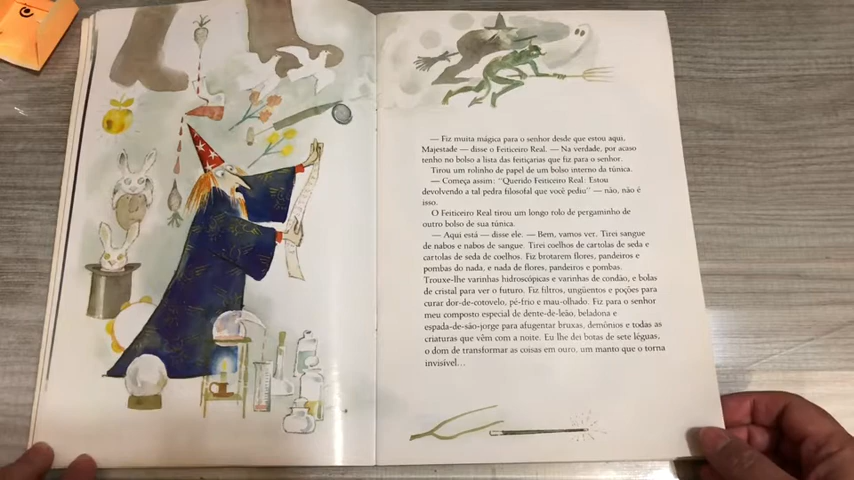 — Fiz muita mágica para o senhor desde que estou aqui,
Majestade — disse o Feiticeiro Real. — Na verdade, por acaso
tenho no bolso a lista das feitiçarias que fiz para o senhor.
Tirou um rolinho de papel de um bolso interno da túnica.
— Começa assim: "Querido Feiticeiro Real: Estou
devolvendo a tal pedra filosofal que você pediu" — não, não é
isso.
O Feiticeiro Real tirou um longo rolo de pergaminho de
outro bolso de sua túnica.
— Aqui está — disse ele. — Bem, vamos ver. Tirei sangue
de nabos e nabos de sangue. Tirei coelhos de cartolas de seda e
cartolas de seda de coelhos. Fiz brotarem flores, pandeiros e
pombas do nada, e nada de flores, pandeiros e pombas.
Trouxe-lhe varinhas hidroscópicas e varinhas de condão, e bolas
de cristal para ver o futuro. Fiz filtros, ungüentos e poções para
curar dor-de-cotovelo, pé-frio e mau-olhado. Fiz para o senhor
meu composto especial de dente-de-leão, beladona e
espada-de-são-jorge para afugentar bruxas, demônios e todas as
criaturas que vêm com a noite. Eu lhe dei botas de sete léguas,
o dom de transformar as coisas em ouro, um manto que o torna
invisível...